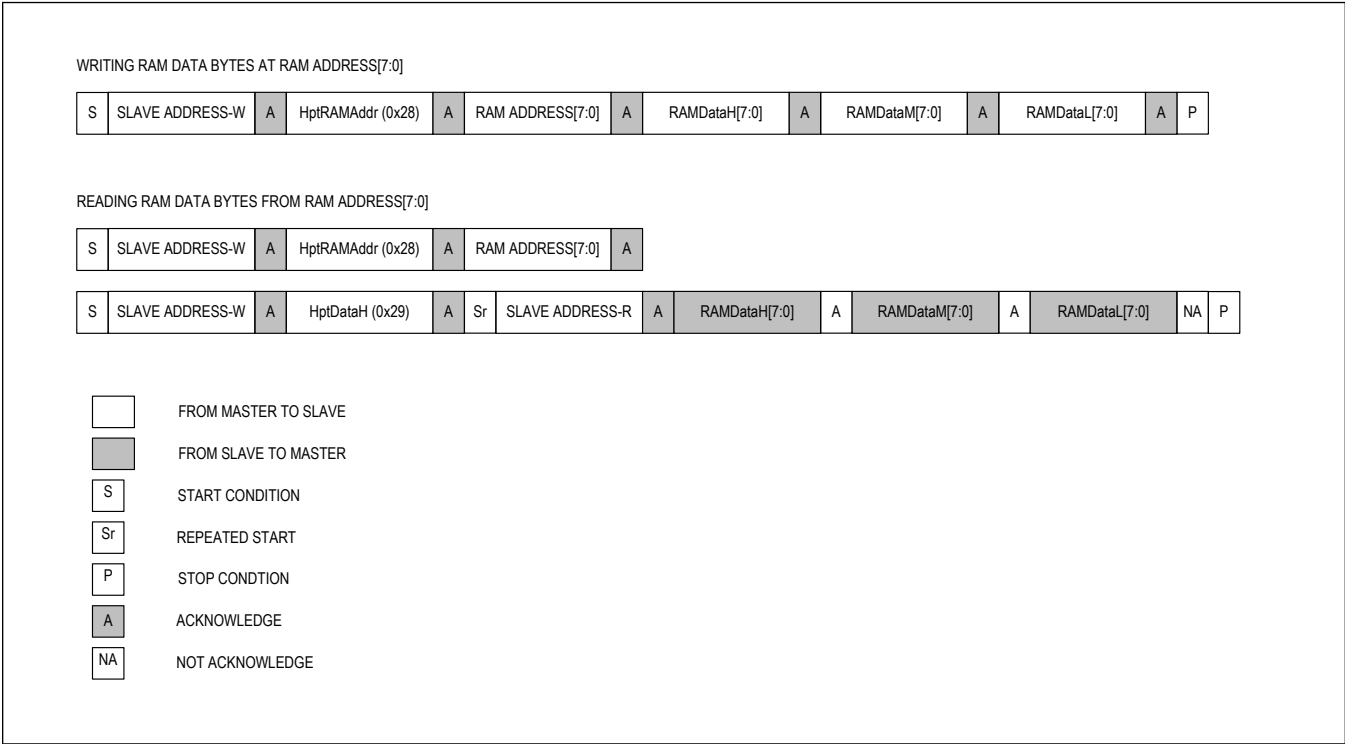 WRITING RAM DATA BYTES AT RAM ADDRESS[7:0]
S SLAVE ADDRESS-W A HptRAMAddr (0x28) A RAM ADDRESS[7:0] A RAMDataH[7:0] A RAMDataM[7:0] A RAMDataL[7:0] A P
READING RAM DATA BYTES FROM RAM ADDRESS[7:0]
S SLAVE ADDRESS-W A HptRAMAddr (0x28) A RAM ADDRESS[7:0] A
S SLAVE ADDRESS-W A HptDataH (0x29) A Sr SLAVE ADDRESS-R A RAMDataH[7:0] A RAMDataM[7:0] A RAMDataL[7:0] NA P
FROM MASTER TO SLAVE
FROM SLAVE TO MASTER
S START CONDITION
Sr REPEATED START
P STOP CONDTION
A ACKNOWLEDGE
NA NOT ACKNOWLEDGE